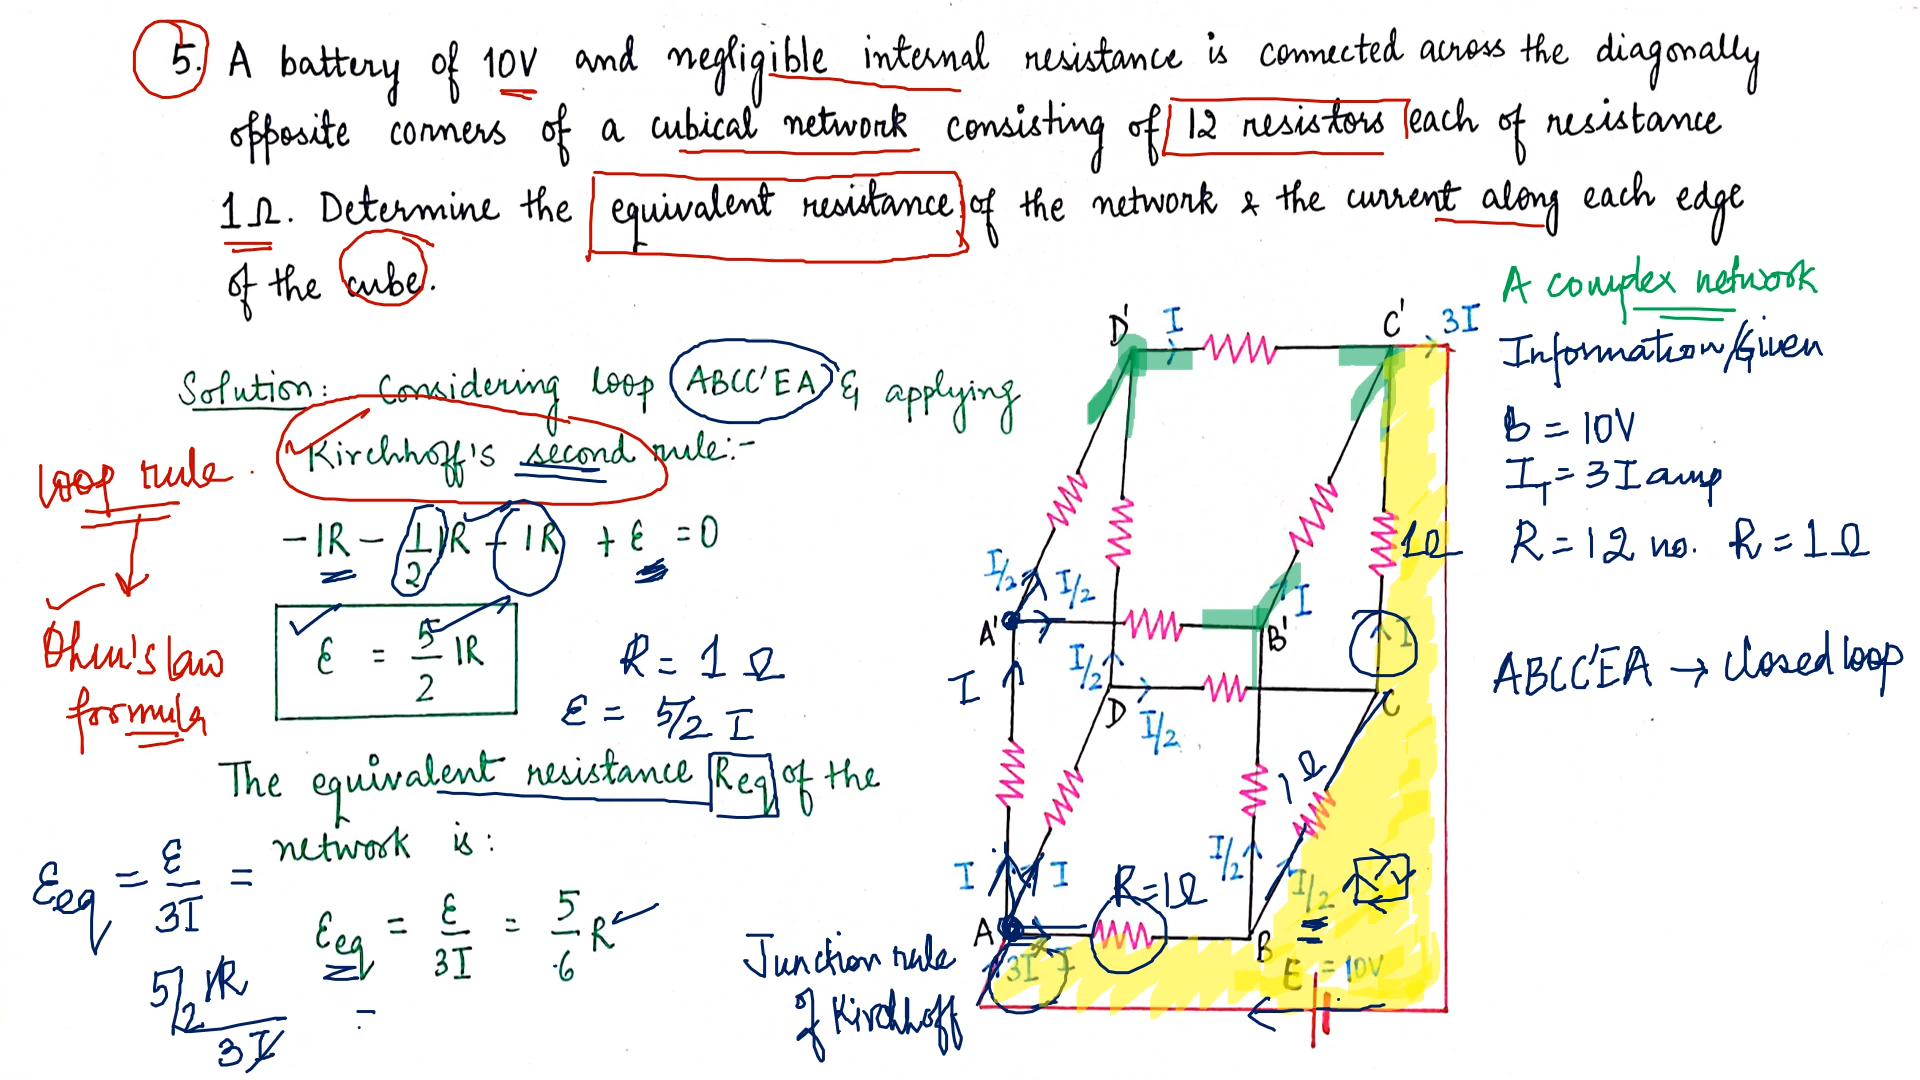 5. A battery of 10V and negligible internal resistance is connected across the diagonally
opposite corners of a cubical network consisting of 12 resistors each of resistance
1Ω. Determine the equivalent resistance of the network & the current along each edge
of the cube.
Solution: Considering loop ABCC'EA & applying
Kirchhoff's second rule:-
loop rule.
-IR - (1/2 I)R - IR + ε = 0
ε = 5/2 IR
Ohm's law
formula
R = 1 Ω
ε = 5/2 I
The equivalent resistance Req of the
network is:
εeq = ε/3I =
εeq = ε/3I = 5/6 R
5/2 IR / 3I =
A complex network
Information/Given
b = 10V
I_T = 3I amp
R = 12 no. R = 1Ω
ABCC'EA → closed loop
D' I C' 3I
1Ω
I/2 I/2 I
A' B' I
I I/2
D C
I/2
1Ω
I/2 I/2
I I R=1Ω
A B
3I I E = 10V
Junction rule
of Kirchhoff